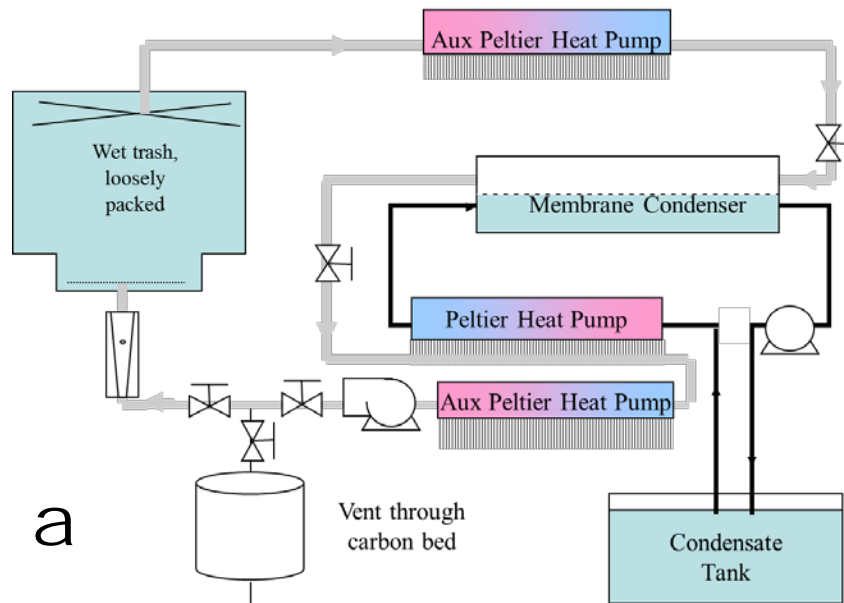 Aux Peltier Heat Pump
Wet trash,
loosely
packed
Membrane Condenser
Peltier Heat Pump
Aux Peltier Heat Pump
a
Vent through
carbon bed
Condensate
Tank